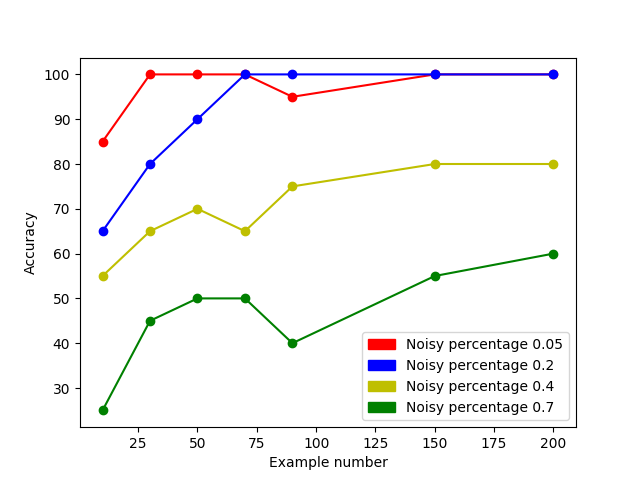 100
90
80
70
60
50
40
30
Accuracy
25
50
75
100
125
150
175
200
Example number
Noisy percentage 0.05
Noisy percentage 0.2
Noisy percentage 0.4
Noisy percentage 0.7